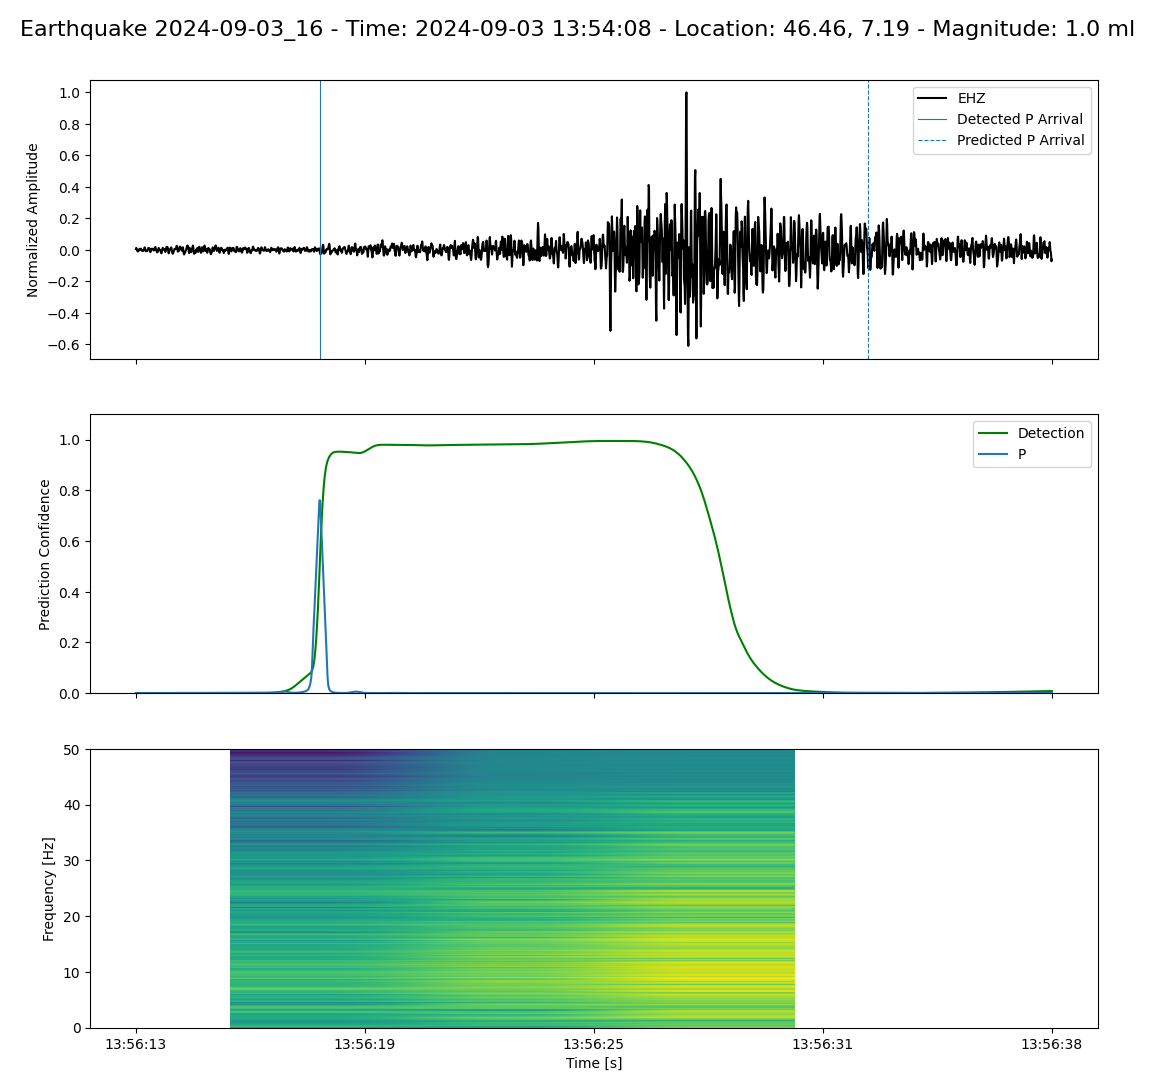 Earthquake 2024-09-03_16 - Time: 2024-09-03 13:54:08 - Location: 46.46, 7.19 - Magnitude: 1.0 ml
Normalized Amplitude
1.0
0.8
0.6
0.4
0.2
0.0
−0.2
−0.4
−0.6
EHZ
Detected P Arrival
Predicted P Arrival
Prediction Confidence
1.0
0.8
0.6
0.4
0.2
0.0
Detection
P
Frequency [Hz]
50
40
30
20
10
0
13:56:13 13:56:19 13:56:25 13:56:31 13:56:38
Time [s]